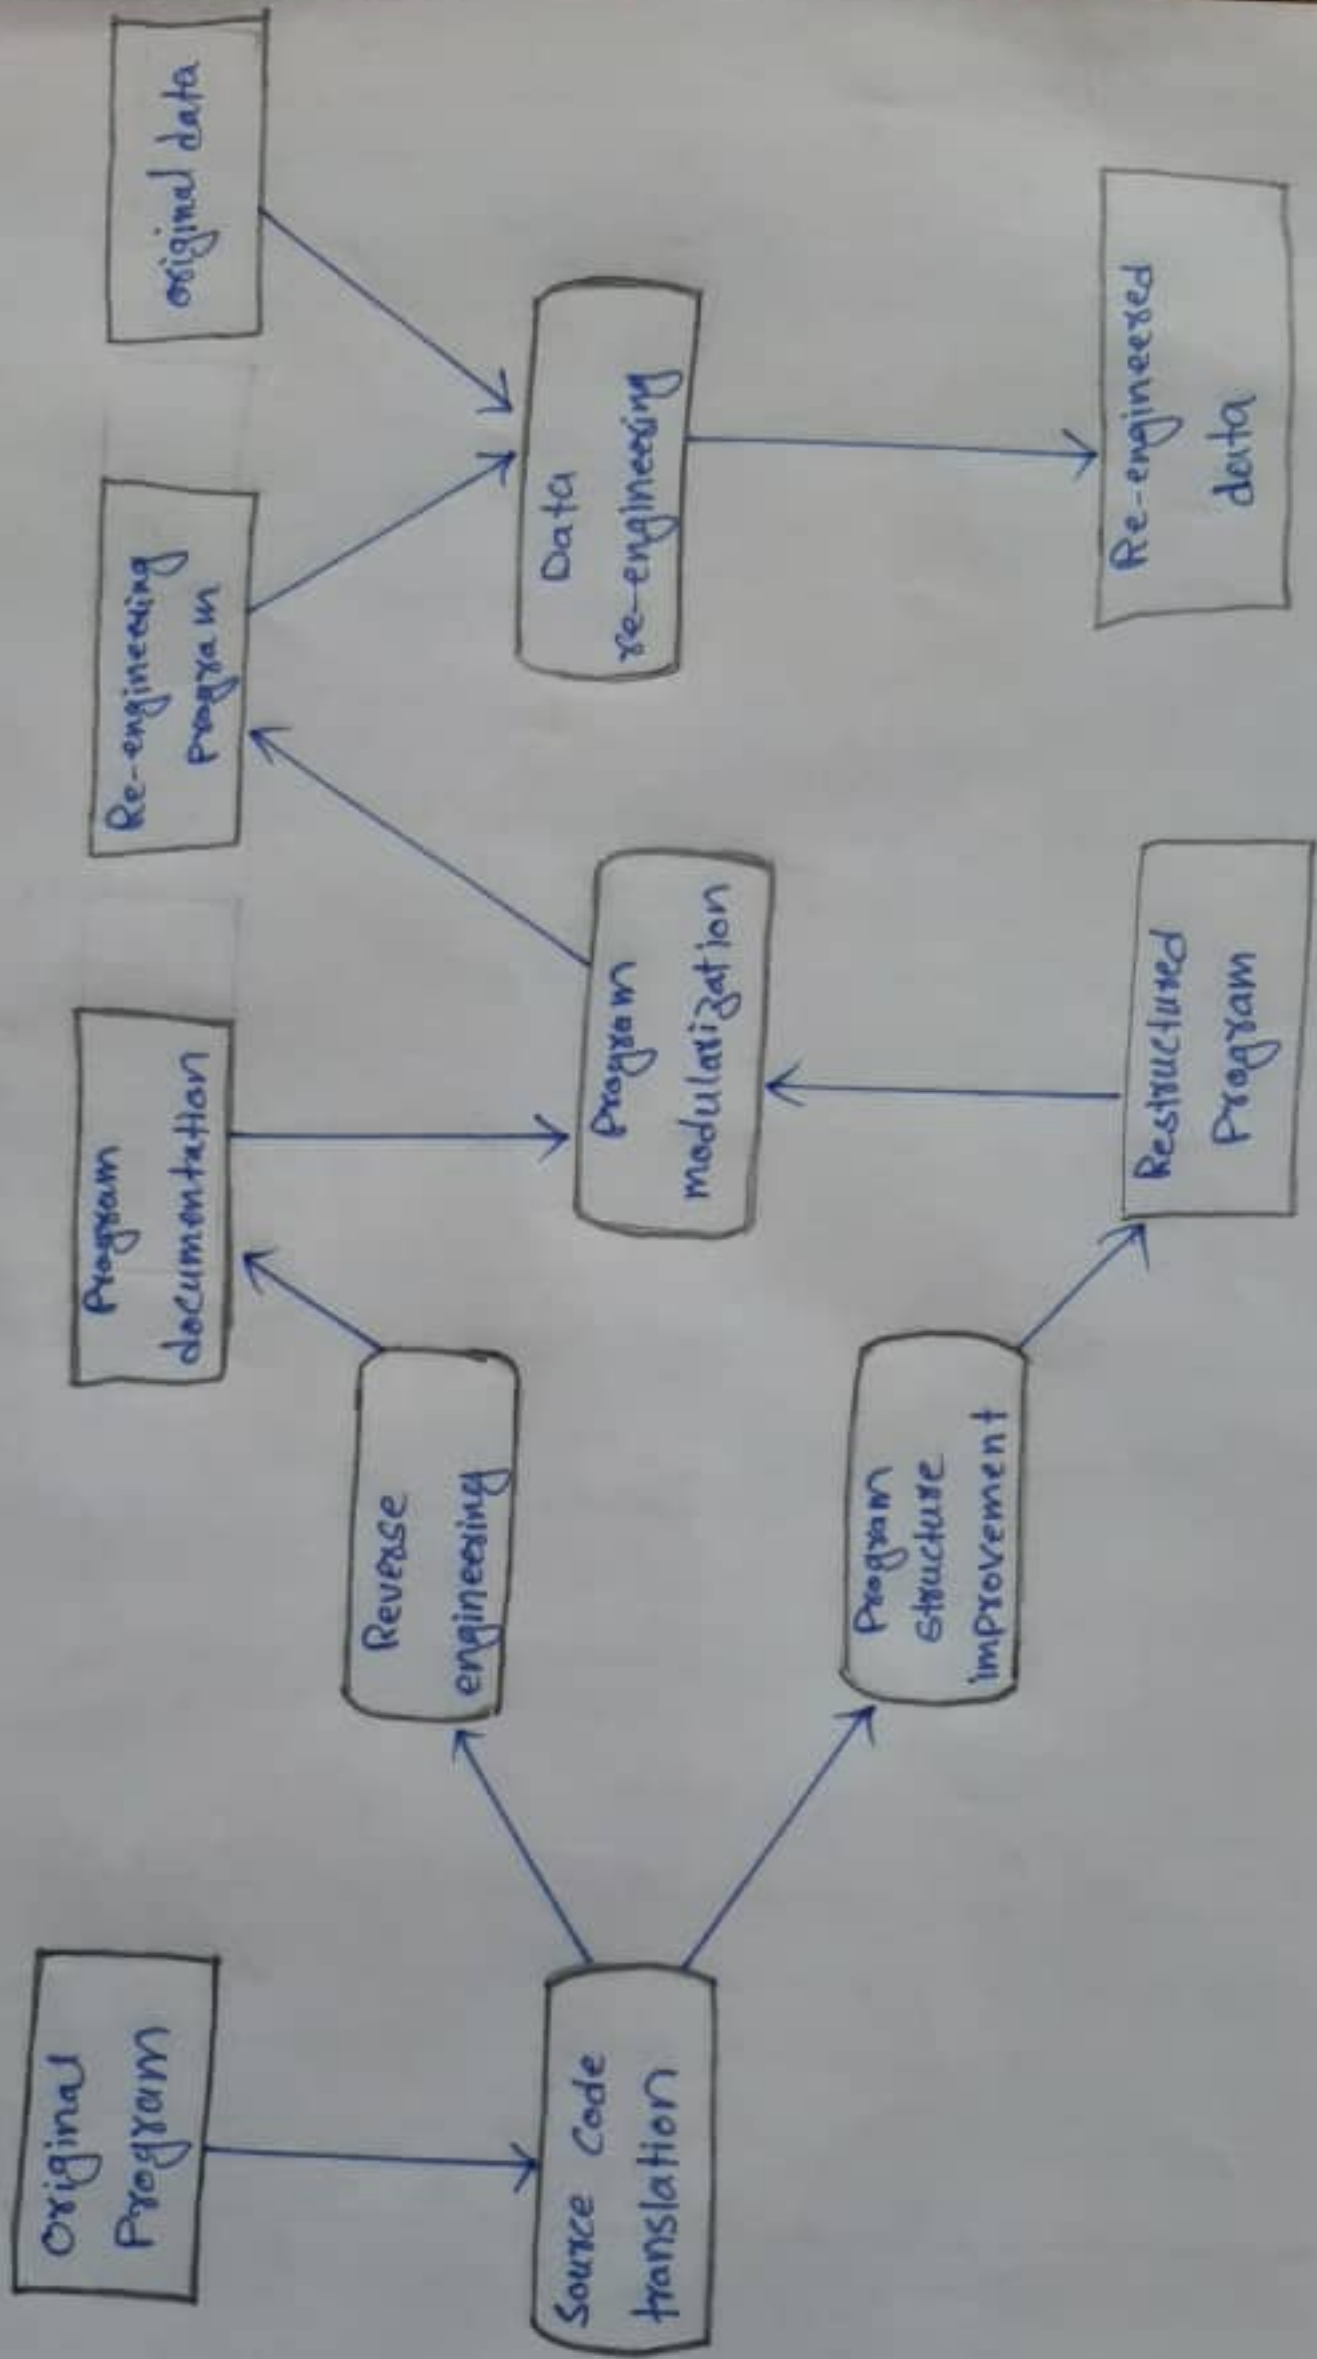 Original
Program
Program
documentation
Re-engineering
program
original data
Reverse
engineering
Source Code
translation
Program
modularization
Data
re-engineering
Program
structure
improvement
Restructured
Program
Re-engineered
data